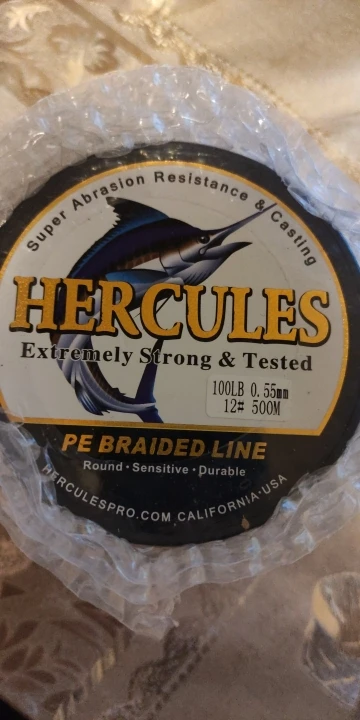 Super Abrasion Resistance & Casting
HERCULES
Extremely Strong & Tested
100LB 0.55mm
12# 500M
PE BRAIDED LINE
Round · Sensitive · Durable
HERCULESPRO.COM CALIFORNIA·USA